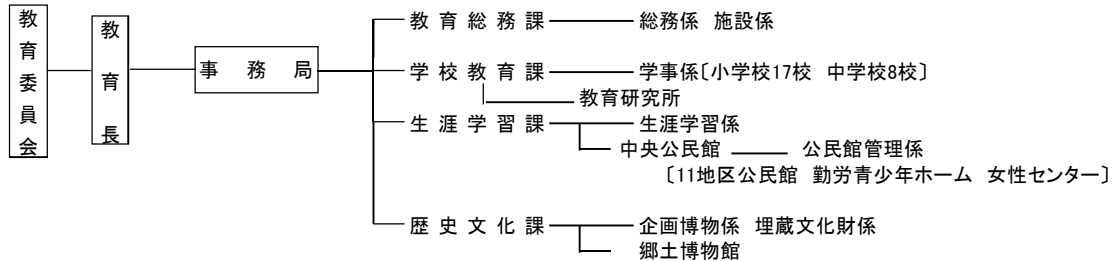 教育委員会
教育長
事務局
教育総務課 総務係 施設係
学校教育課 学事係〔小学校17校 中学校8校〕
教育研究所
生涯学習課 生涯学習係
中央公民館 公民館管理係
〔11地区公民館 勤労青少年ホーム 女性センター〕
歴史文化課 企画博物係 埋蔵文化財係
郷土博物館